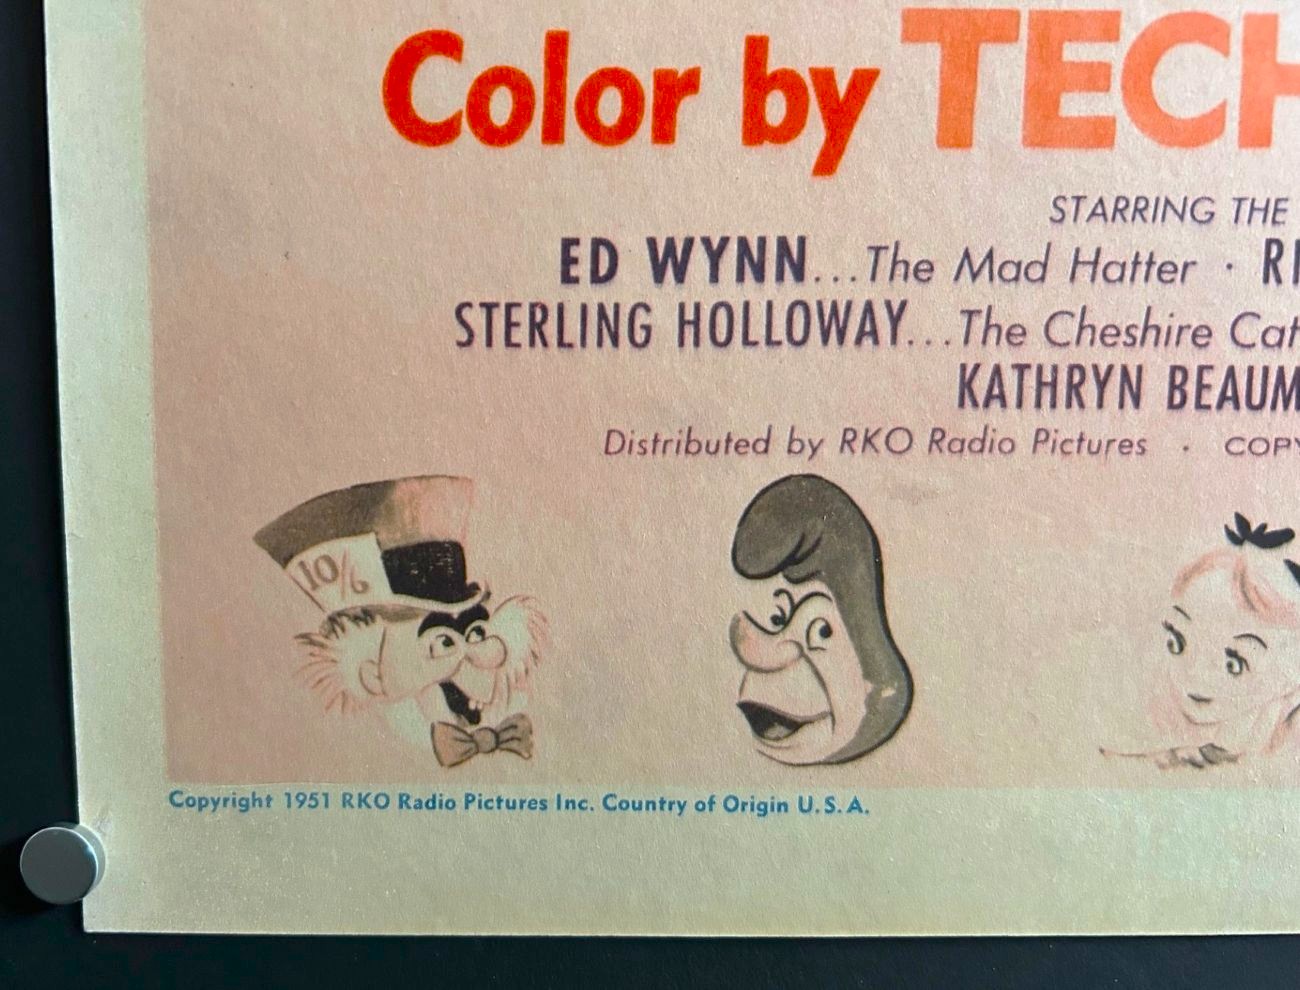 Color by TECH
STARRING THE
ED WYNN...The Mad Hatter ·
STERLING HOLLOWAY...The Cheshire Cat
KATHRYN BEAUM
Distributed by RKO Radio Pictures · COPY
10/6
Copyright 1951 RKO Radio Pictures Inc. Country of Origin U.S.A.